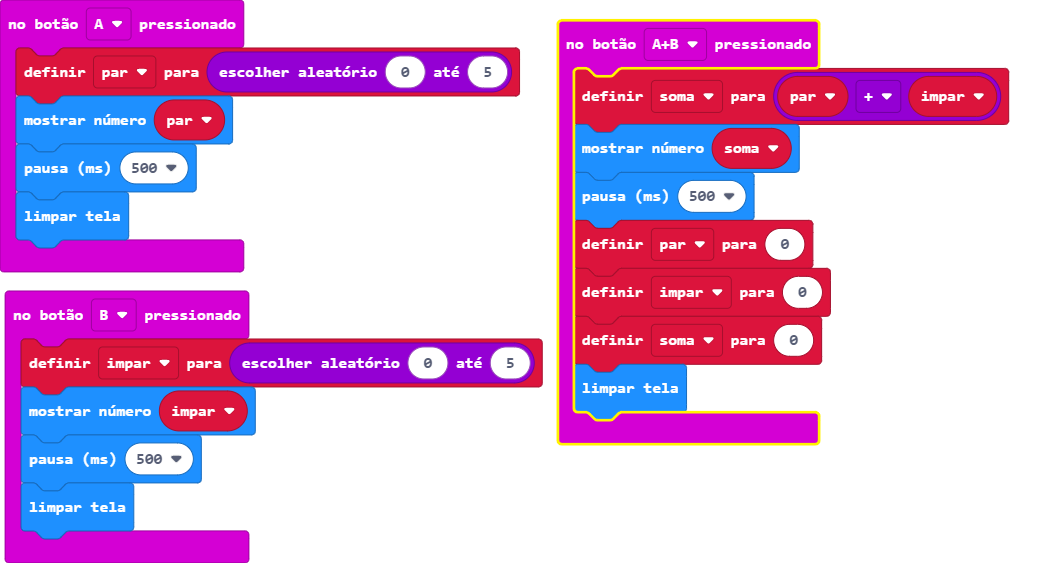 no botão A pressionado
definir par para escolher aleatório 0 até 5
mostrar número par
pausa (ms) 500
limpar tela
no botão B pressionado
definir impar para escolher aleatório 0 até 5
mostrar número impar
pausa (ms) 500
limpar tela
no botão A+B pressionado
definir soma para par + impar
mostrar número soma
pausa (ms) 500
definir par para 0
definir impar para 0
definir soma para 0
limpar tela